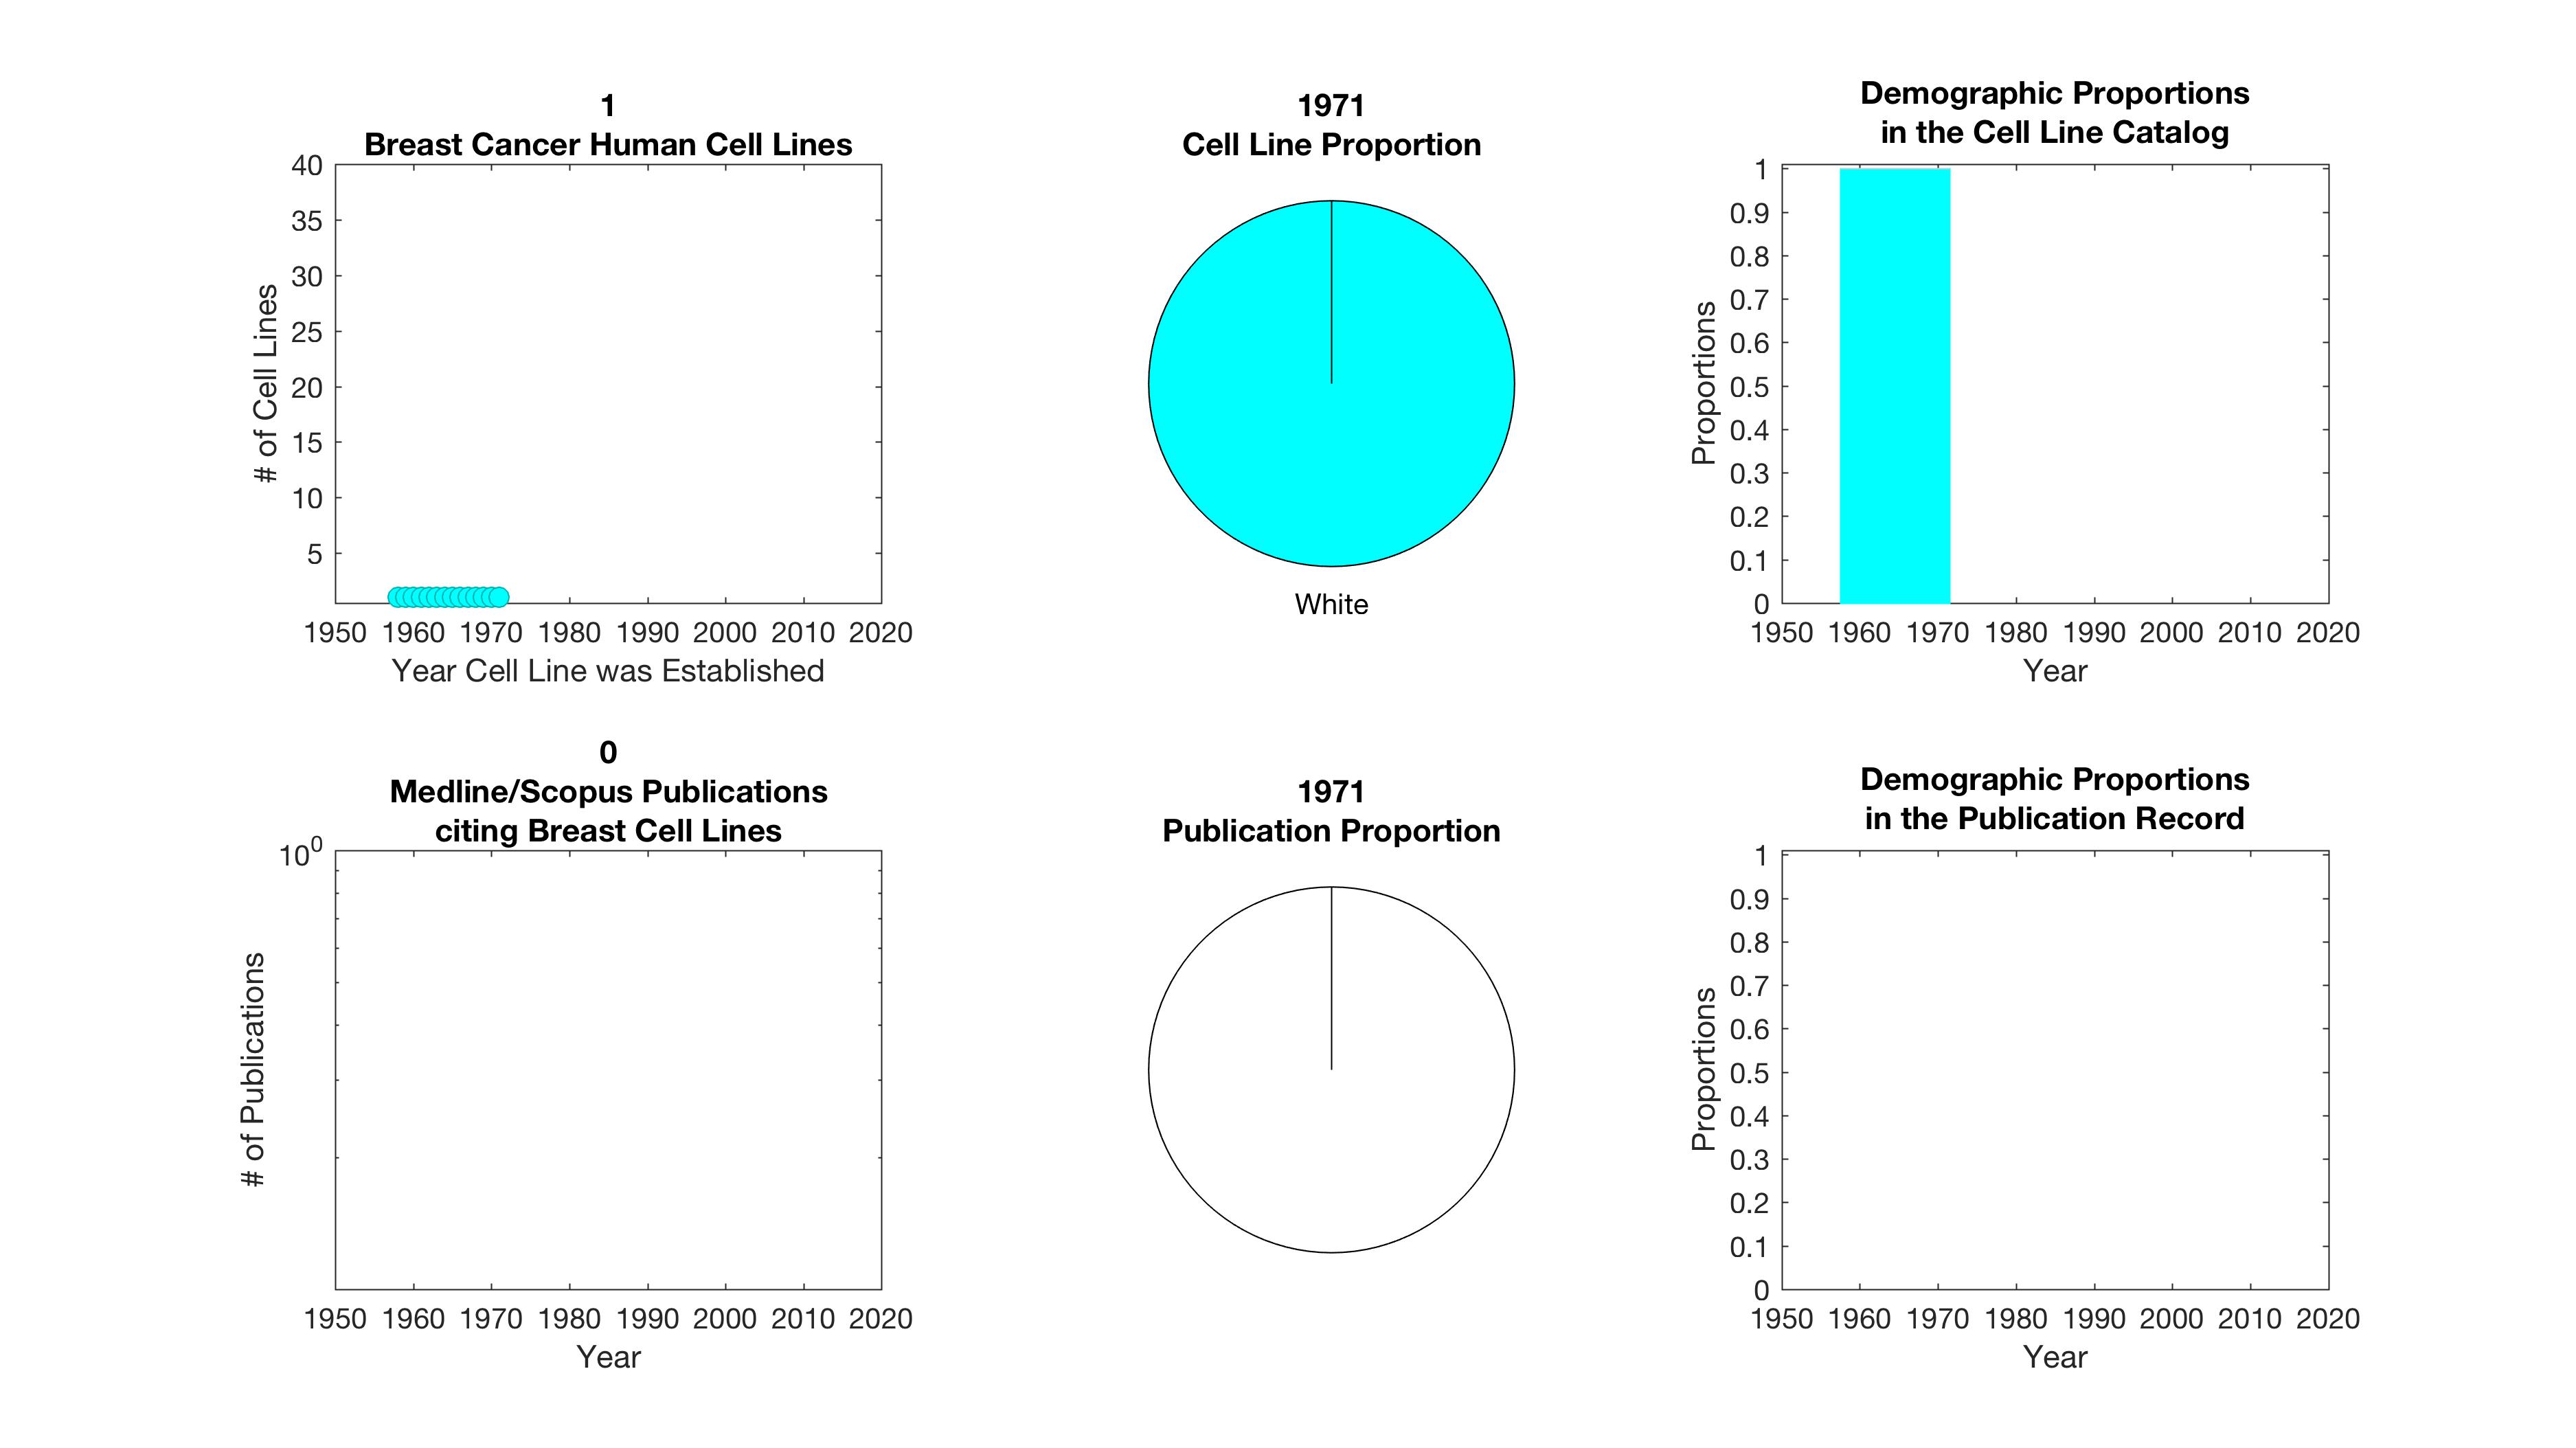 1
Breast Cancer Human Cell Lines
40
35
30
25
20
15
10
5
# of Cell Lines
1950 1960 1970 1980 1990 2000 2010 2020
Year Cell Line was Established
1971
Cell Line Proportion
White
Demographic Proportions
in the Cell Line Catalog
1
0.9
0.8
0.7
0.6
0.5
0.4
0.3
0.2
0.1
0
Proportions
1950 1960 1970 1980 1990 2000 2010 2020
Year
0
Medline/Scopus Publications
citing Breast Cell Lines
10⁰
# of Publications
1950 1960 1970 1980 1990 2000 2010 2020
Year
1971
Publication Proportion
Demographic Proportions
in the Publication Record
1
0.9
0.8
0.7
0.6
0.5
0.4
0.3
0.2
0.1
0
Proportions
1950 1960 1970 1980 1990 2000 2010 2020
Year